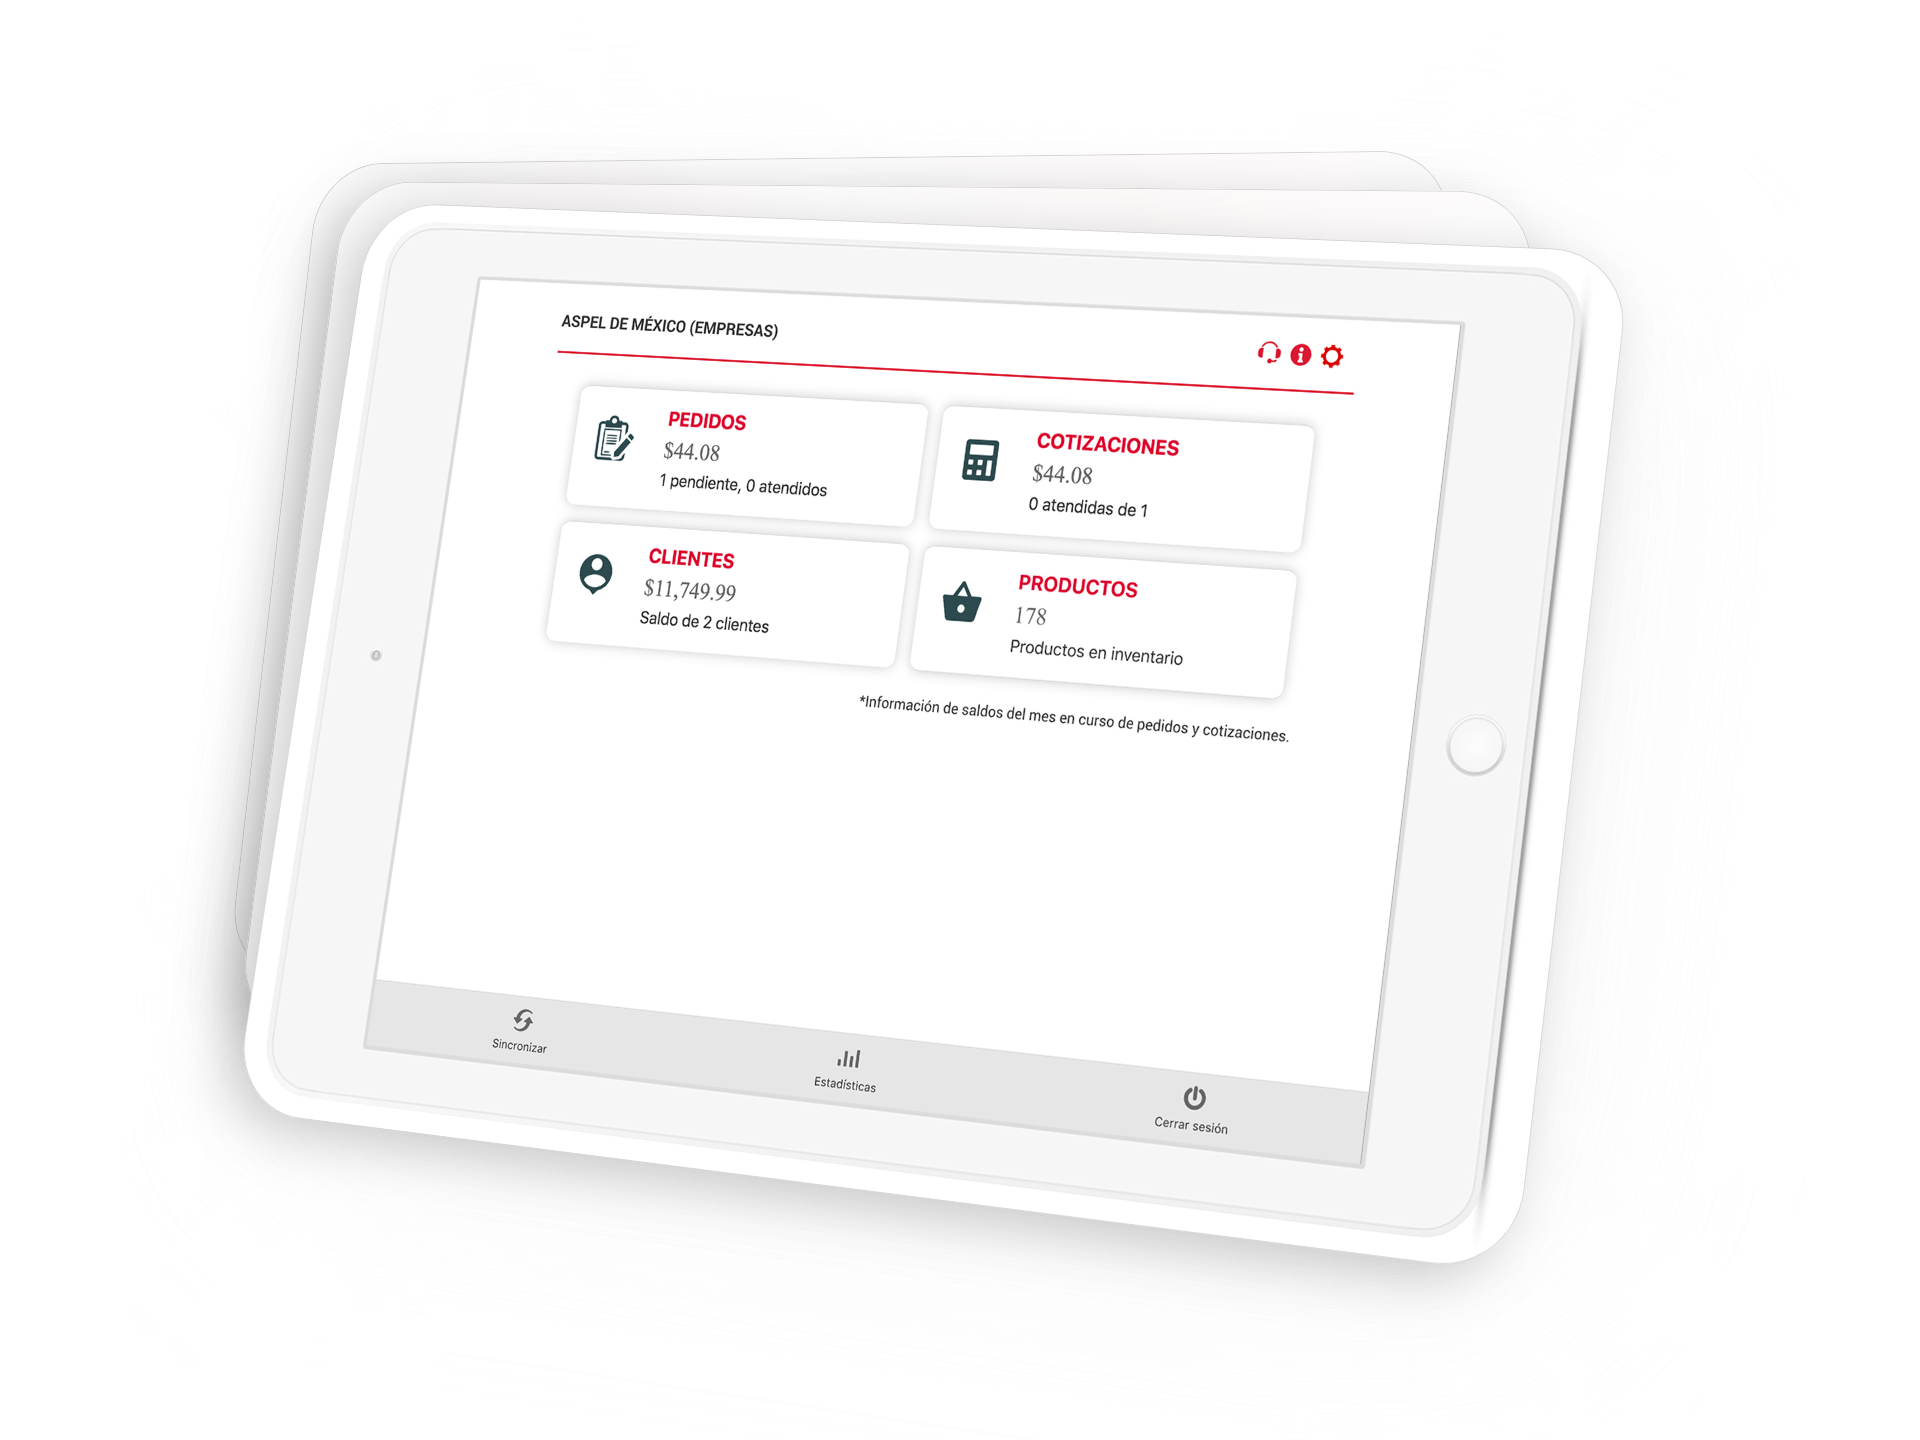 ASPEL DE MÉXICO (EMPRESAS)
PEDIDOS
$44.08
1 pendiente, 0 atendidos
COTIZACIONES
$44.08
0 atendidas de 1
CLIENTES
$11,749.99
Saldo de 2 clientes
PRODUCTOS
178
Productos en inventario
*Información de saldos del mes en curso de pedidos y cotizaciones.
Sincronizar
Estadísticas
Cerrar sesión